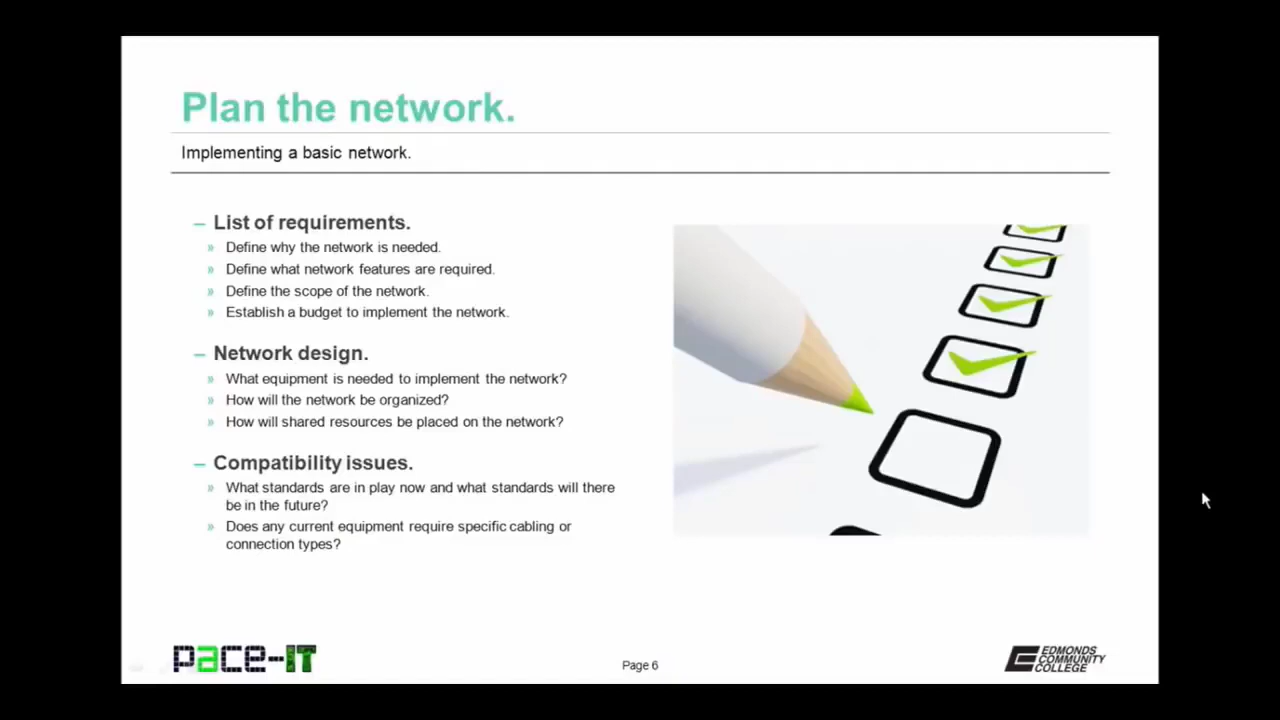 Plan the network.
Implementing a basic network.
– List of requirements.
» Define why the network is needed.
» Define what network features are required.
» Define the scope of the network.
» Establish a budget to implement the network.
– Network design.
» What equipment is needed to implement the network?
» How will the network be organized?
» How will shared resources be placed on the network?
– Compatibility issues.
» What standards are in play now and what standards will there
be in the future?
» Does any current equipment require specific cabling or
connection types?
pace-IT
Page 6
EDMONDS
COMMUNITY
COLLEGE